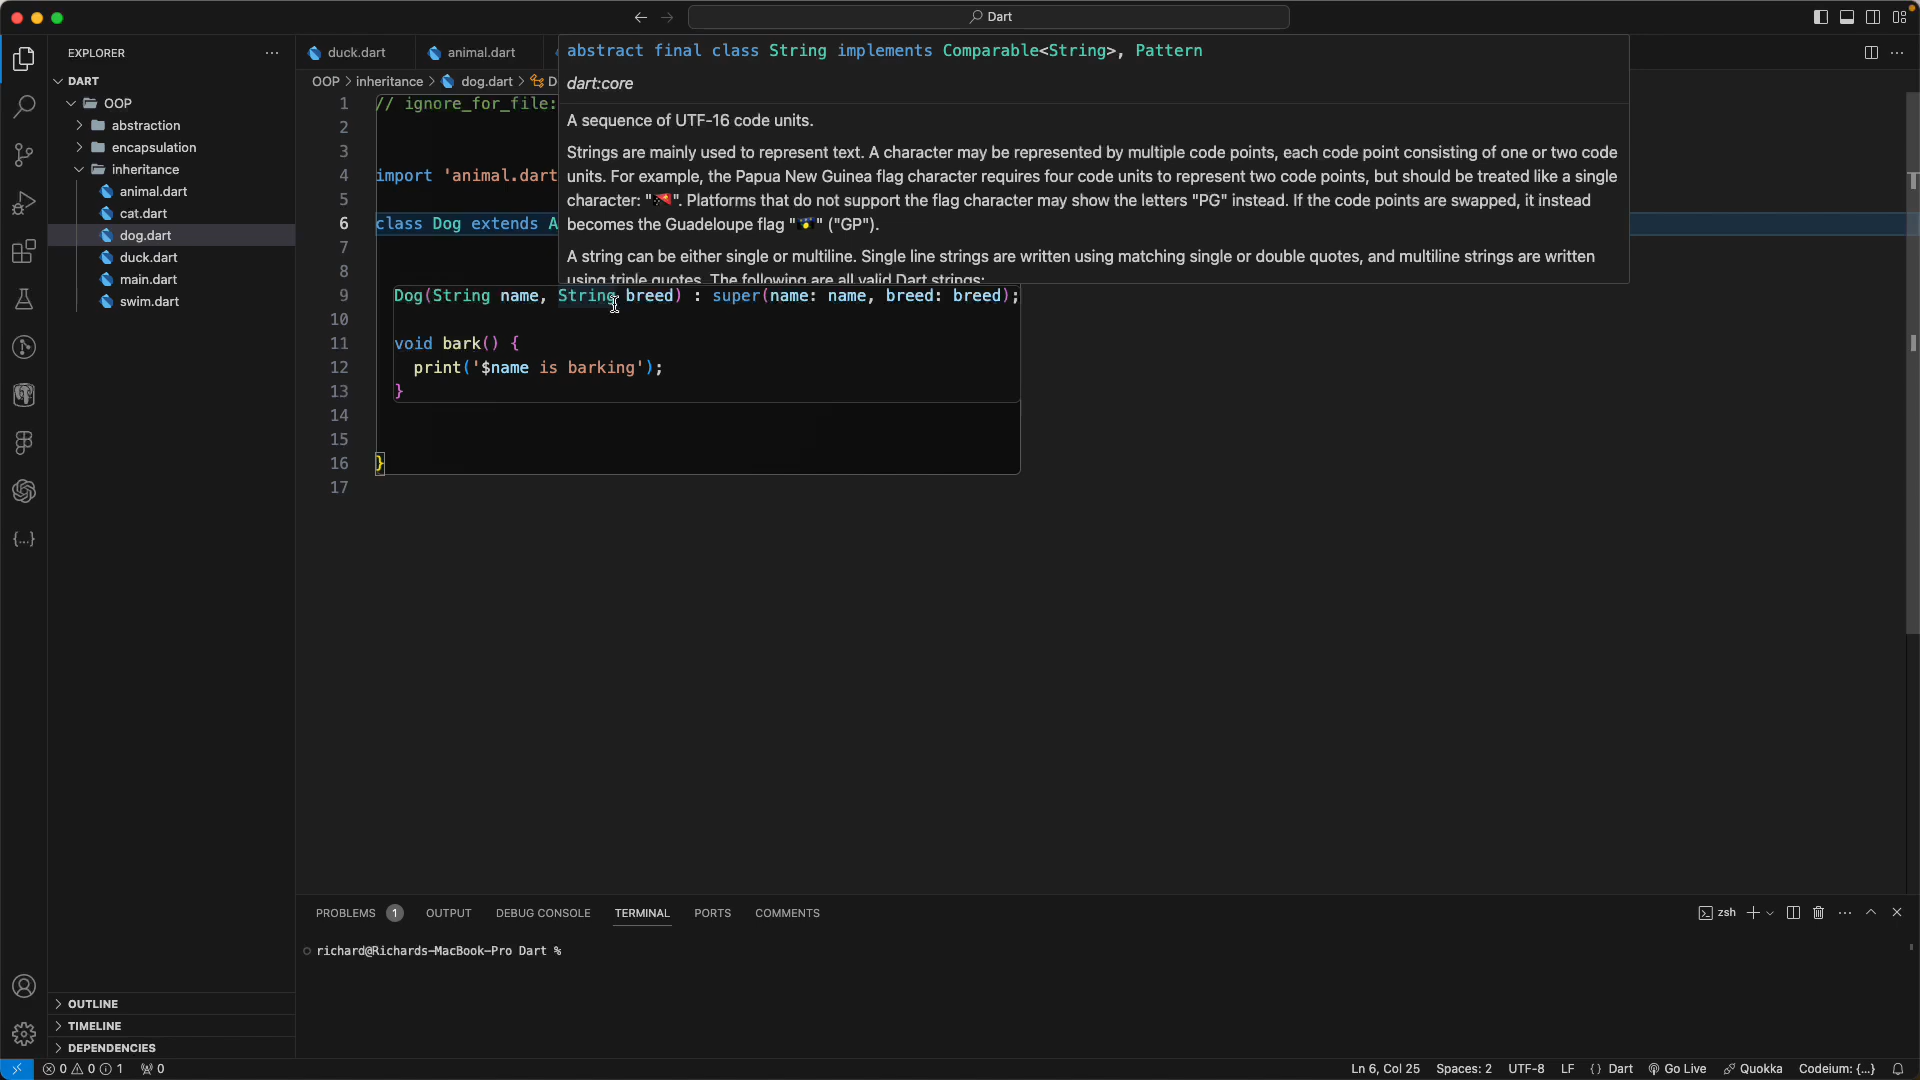 Dart
EXPLORER
DART
OOP
abstraction
encapsulation
inheritance
animal.dart
cat.dart
dog.dart
duck.dart
main.dart
swim.dart
OUTLINE
TIMELINE
DEPENDENCIES
duck.dart
animal.dart
OOP > inheritance > dog.dart > D
abstract final class String implements Comparable<String>, Pattern
dart:core
A sequence of UTF-16 code units.
Strings are mainly used to represent text. A character may be represented by multiple code points, each code point consisting of one or two code
units. For example, the Papua New Guinea flag character requires four code units to represent two code points, but should be treated like a single
character: "🇵🇬". Platforms that do not support the flag character may show the letters "PG" instead. If the code points are swapped, it instead
becomes the Guadeloupe flag "🇬🇵" ("GP").
A string can be either single or multiline. Single line strings are written using matching single or double quotes, and multiline strings are written
using triple quotes. The following are all valid Dart strings:
1 // ignore_for_file:
2
3
4 import 'animal.dart
5
6 class Dog extends A
7
8
9 Dog(String name, String breed) : super(name: name, breed: breed);
10
11 void bark() {
12 print('$name is barking');
13 }
14
15
16 }
17
PROBLEMS 1 OUTPUT DEBUG CONSOLE TERMINAL PORTS COMMENTS
zsh
richard@Richards-MacBook-Pro Dart %
0 0 1 0
Ln 6, Col 25 Spaces: 2 UTF-8 LF {} Dart Go Live Quokka Codeium: {...}